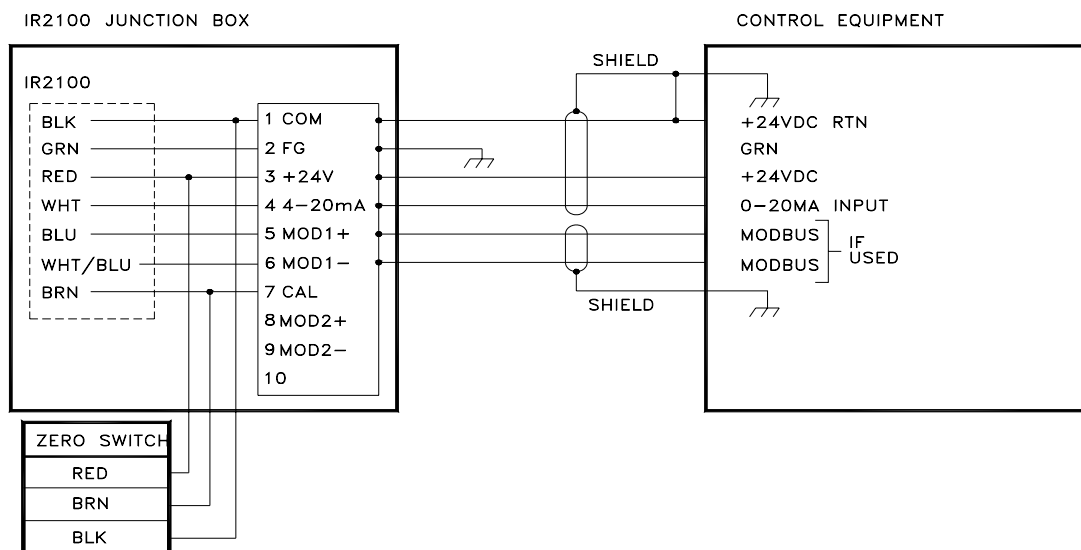 IR2100 JUNCTION BOX
CONTROL EQUIPMENT
SHIELD
IR2100
BLK
GRN
RED
WHT
BLU
WHT/BLU
BRN
1 COM
2 FG
3 +24V
4 4-20mA
5 MOD1+
6 MOD1-
7 CAL
8 MOD2+
9 MOD2-
10
+24VDC RTN
GRN
+24VDC
0-20MA INPUT
MODBUS
MODBUS
IF
USED
SHIELD
ZERO SWITCH
RED
BRN
BLK